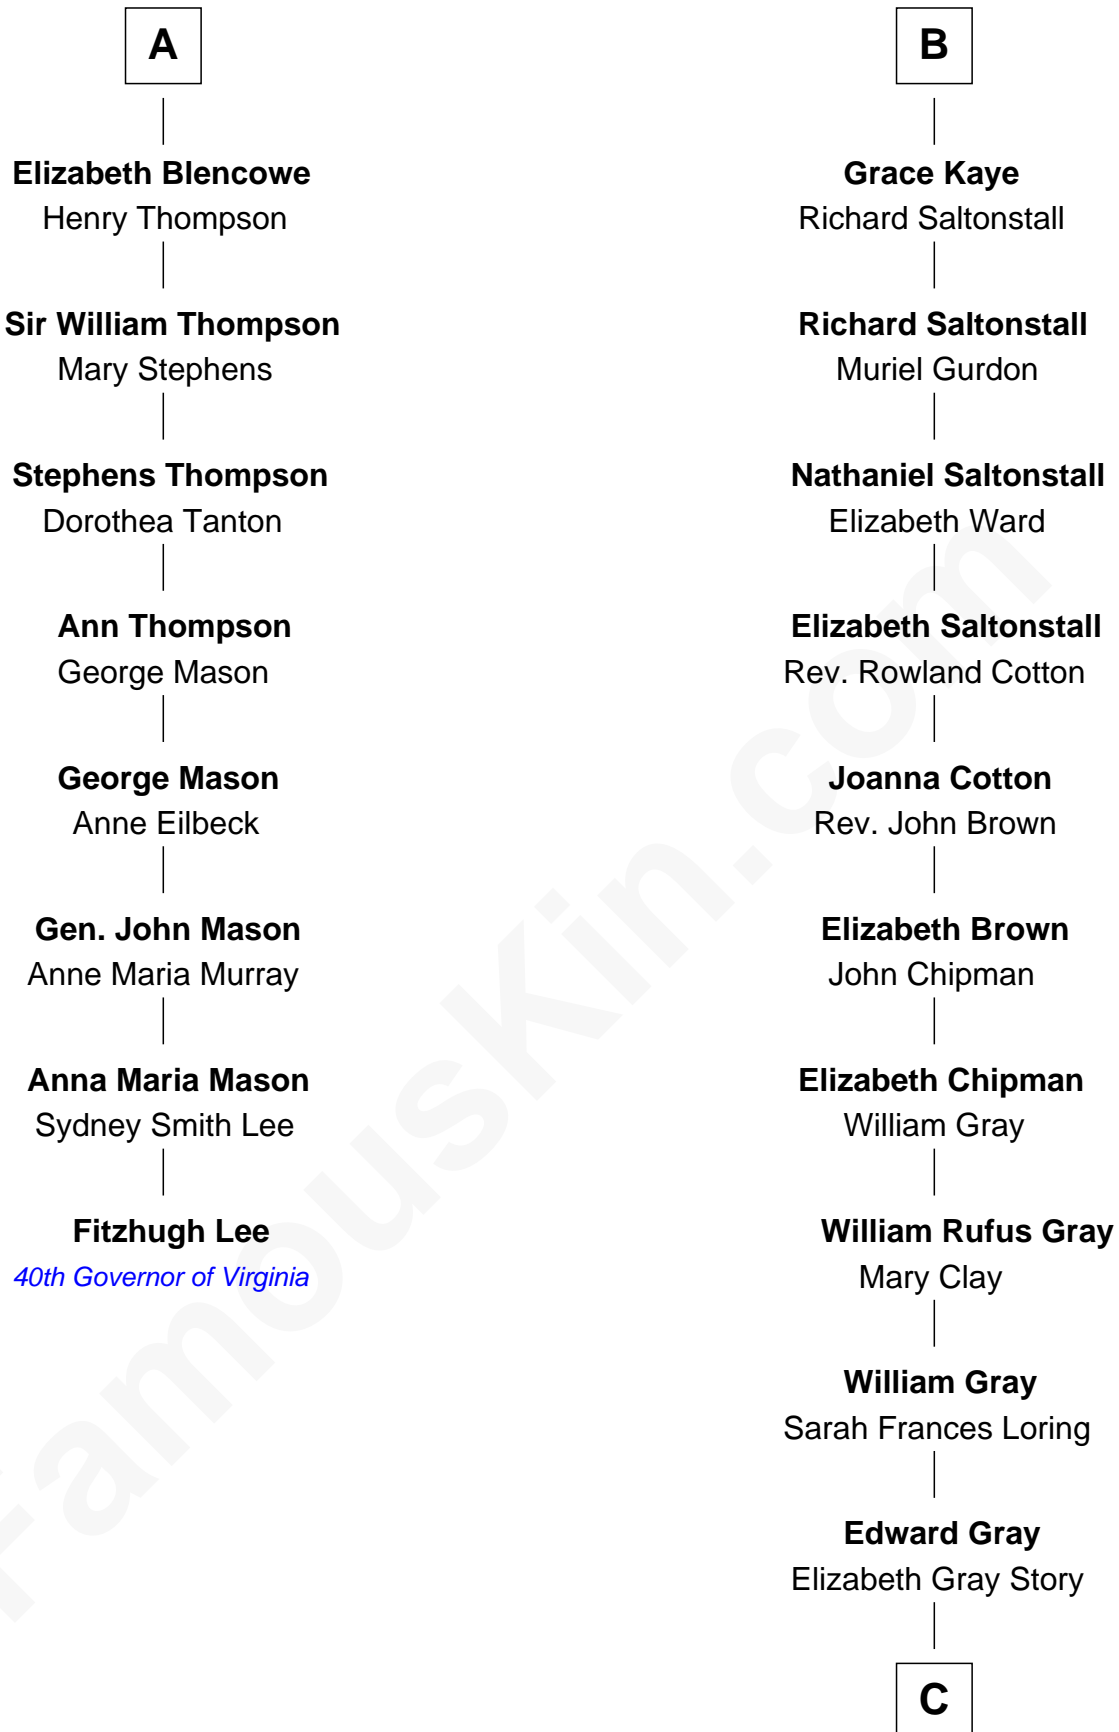 A
Elizabeth Blencowe
Henry Thompson
Sir William Thompson
Mary Stephens
Stephens Thompson
Dorothea Tanton
Ann Thompson
George Mason
George Mason
Anne Eilbeck
Gen. John Mason
Anne Maria Murray
Anna Maria Mason
Sydney Smith Lee
Fitzhugh Lee
40th Governor of Virginia
B
Grace Kaye
Richard Saltonstall
Richard Saltonstall
Muriel Gurdon
Nathaniel Saltonstall
Elizabeth Ward
Elizabeth Saltonstall
Rev. Rowland Cotton
Joanna Cotton
Rev. John Brown
Elizabeth Brown
John Chipman
Elizabeth Chipman
William Gray
William Rufus Gray
Mary Clay
William Gray
Sarah Frances Loring
Edward Gray
Elizabeth Gray Story
C
FamousKin.com